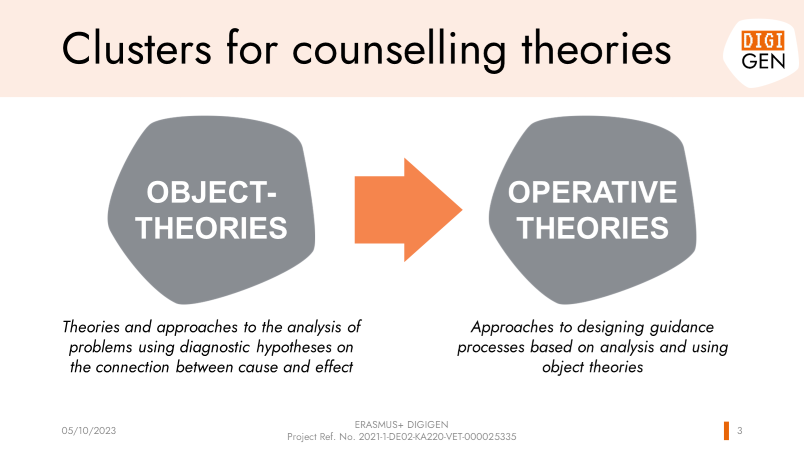 Clusters for counselling theories
DIGI
GEN
OBJECT-
THEORIES
OPERATIVE
THEORIES
Theories and approaches to the analysis of
problems using diagnostic hypotheses on
the connection between cause and effect
Approaches to designing guidance
processes based on analysis and using
object theories
05/10/2023
ERASMUS+ DIGIGEN
Project Ref. No. 2021-1-DE02-KA220-VET-000025335
3